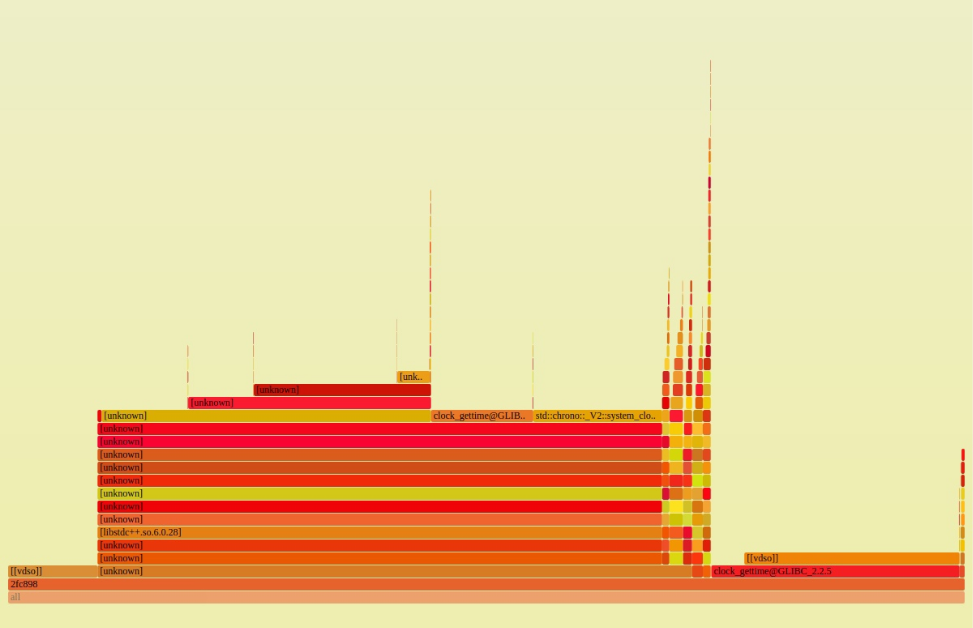 [unk..
[unknown]
[unknown]
[unknown] clock_gettime@GLIB.. std::chrono::_V2::system_clo..
[unknown]
[unknown]
[unknown]
[unknown]
[unknown]
[unknown]
[unknown]
[unknown]
[libstdc++.so.6.0.28]
[unknown]
[unknown] [[vdso]]
[[vdso]] [unknown] clock_gettime@GLIBC_2.2.5
2fc898
all